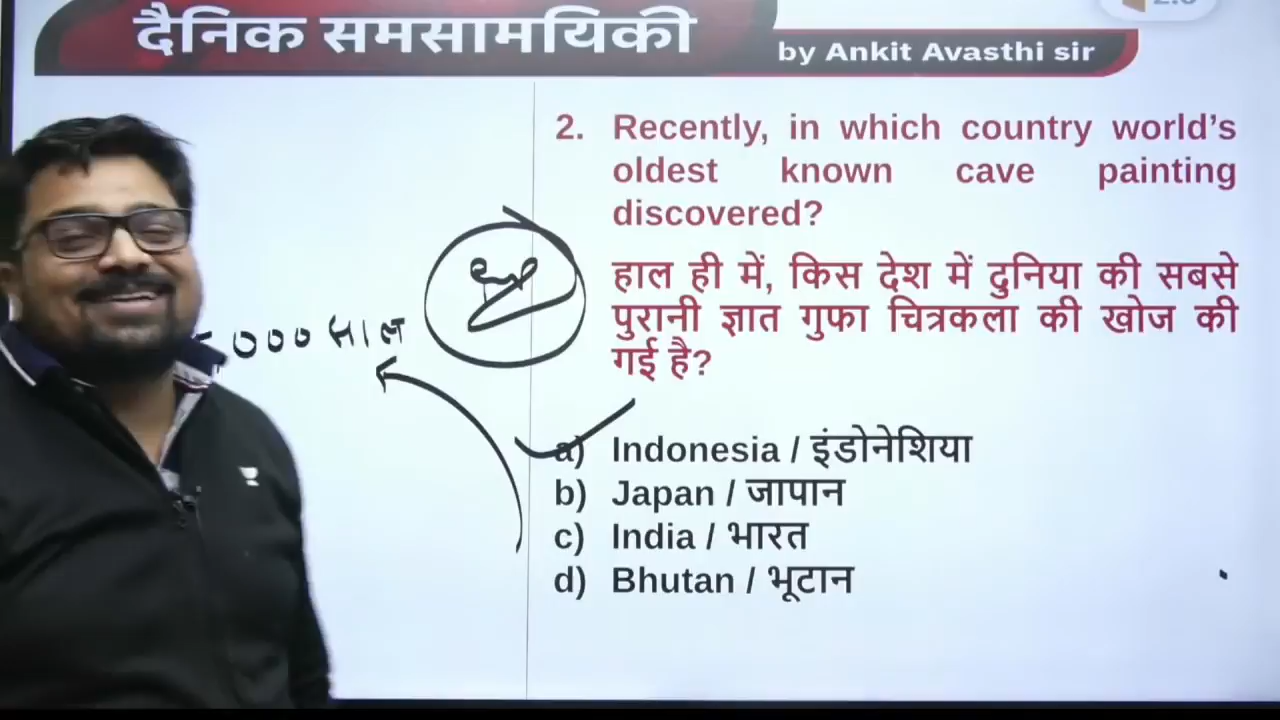 दैनिक समसामयिकी
by Ankit Avasthi sir
2. Recently, in which country world's
oldest known cave painting
discovered?
हाल ही में, किस देश में दुनिया की सबसे
पुरानी ज्ञात गुफा चित्रकला की खोज की
गई है?
000 साल
a) Indonesia / इंडोनेशिया
b) Japan / जापान
c) India / भारत
d) Bhutan / भूटान